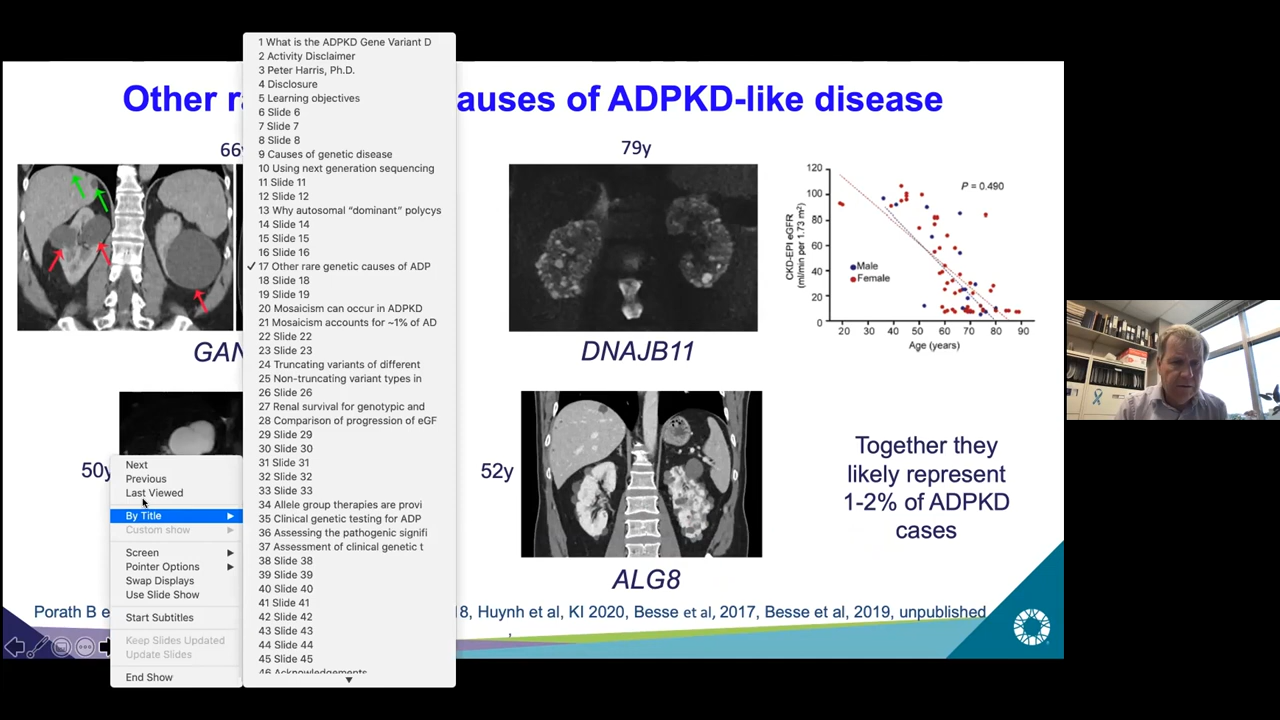 Other r
auses of ADPKD-like disease
66
79y
120
100
80
60
40
20
0
CKD-EPI eGFR
(ml/min per 1.73 m²)
P = 0.490
Male
Female
20 30 40 50 60 70 80 90
Age (years)
GAN
DNAJB11
50y
52y
ALG8
Together they
likely represent
1-2% of ADPKD
cases
Porath B e
18, Huynh et al, KI 2020, Besse et al, 2017, Besse et al, 2019, unpublished
Next
Previous
Last Viewed
By Title
Custom show
Screen
Pointer Options
Swap Displays
Use Slide Show
Start Subtitles
Keep Slides Updated
Update Slides
End Show
1 What is the ADPKD Gene Variant D
2 Activity Disclaimer
3 Peter Harris, Ph.D.
4 Disclosure
5 Learning objectives
6 Slide 6
7 Slide 7
8 Slide 8
9 Causes of genetic disease
10 Using next generation sequencing
11 Slide 11
12 Slide 12
13 Why autosomal “dominant” polycys
14 Slide 14
15 Slide 15
16 Slide 16
✓ 17 Other rare genetic causes of ADP
18 Slide 18
19 Slide 19
20 Mosaicism can occur in ADPKD
21 Mosaicism accounts for ~1% of AD
22 Slide 22
23 Slide 23
24 Truncating variants of different
25 Non-truncating variant types in
26 Slide 26
27 Renal survival for genotypic and
28 Comparison of progression of eGF
29 Slide 29
30 Slide 30
31 Slide 31
32 Slide 32
33 Slide 33
34 Allele group therapies are provi
35 Clinical genetic testing for ADP
36 Assessing the pathogenic signifi
37 Assessment of clinical genetic t
38 Slide 38
39 Slide 39
40 Slide 40
41 Slide 41
42 Slide 42
43 Slide 43
44 Slide 44
45 Slide 45
46 Acknowledgements